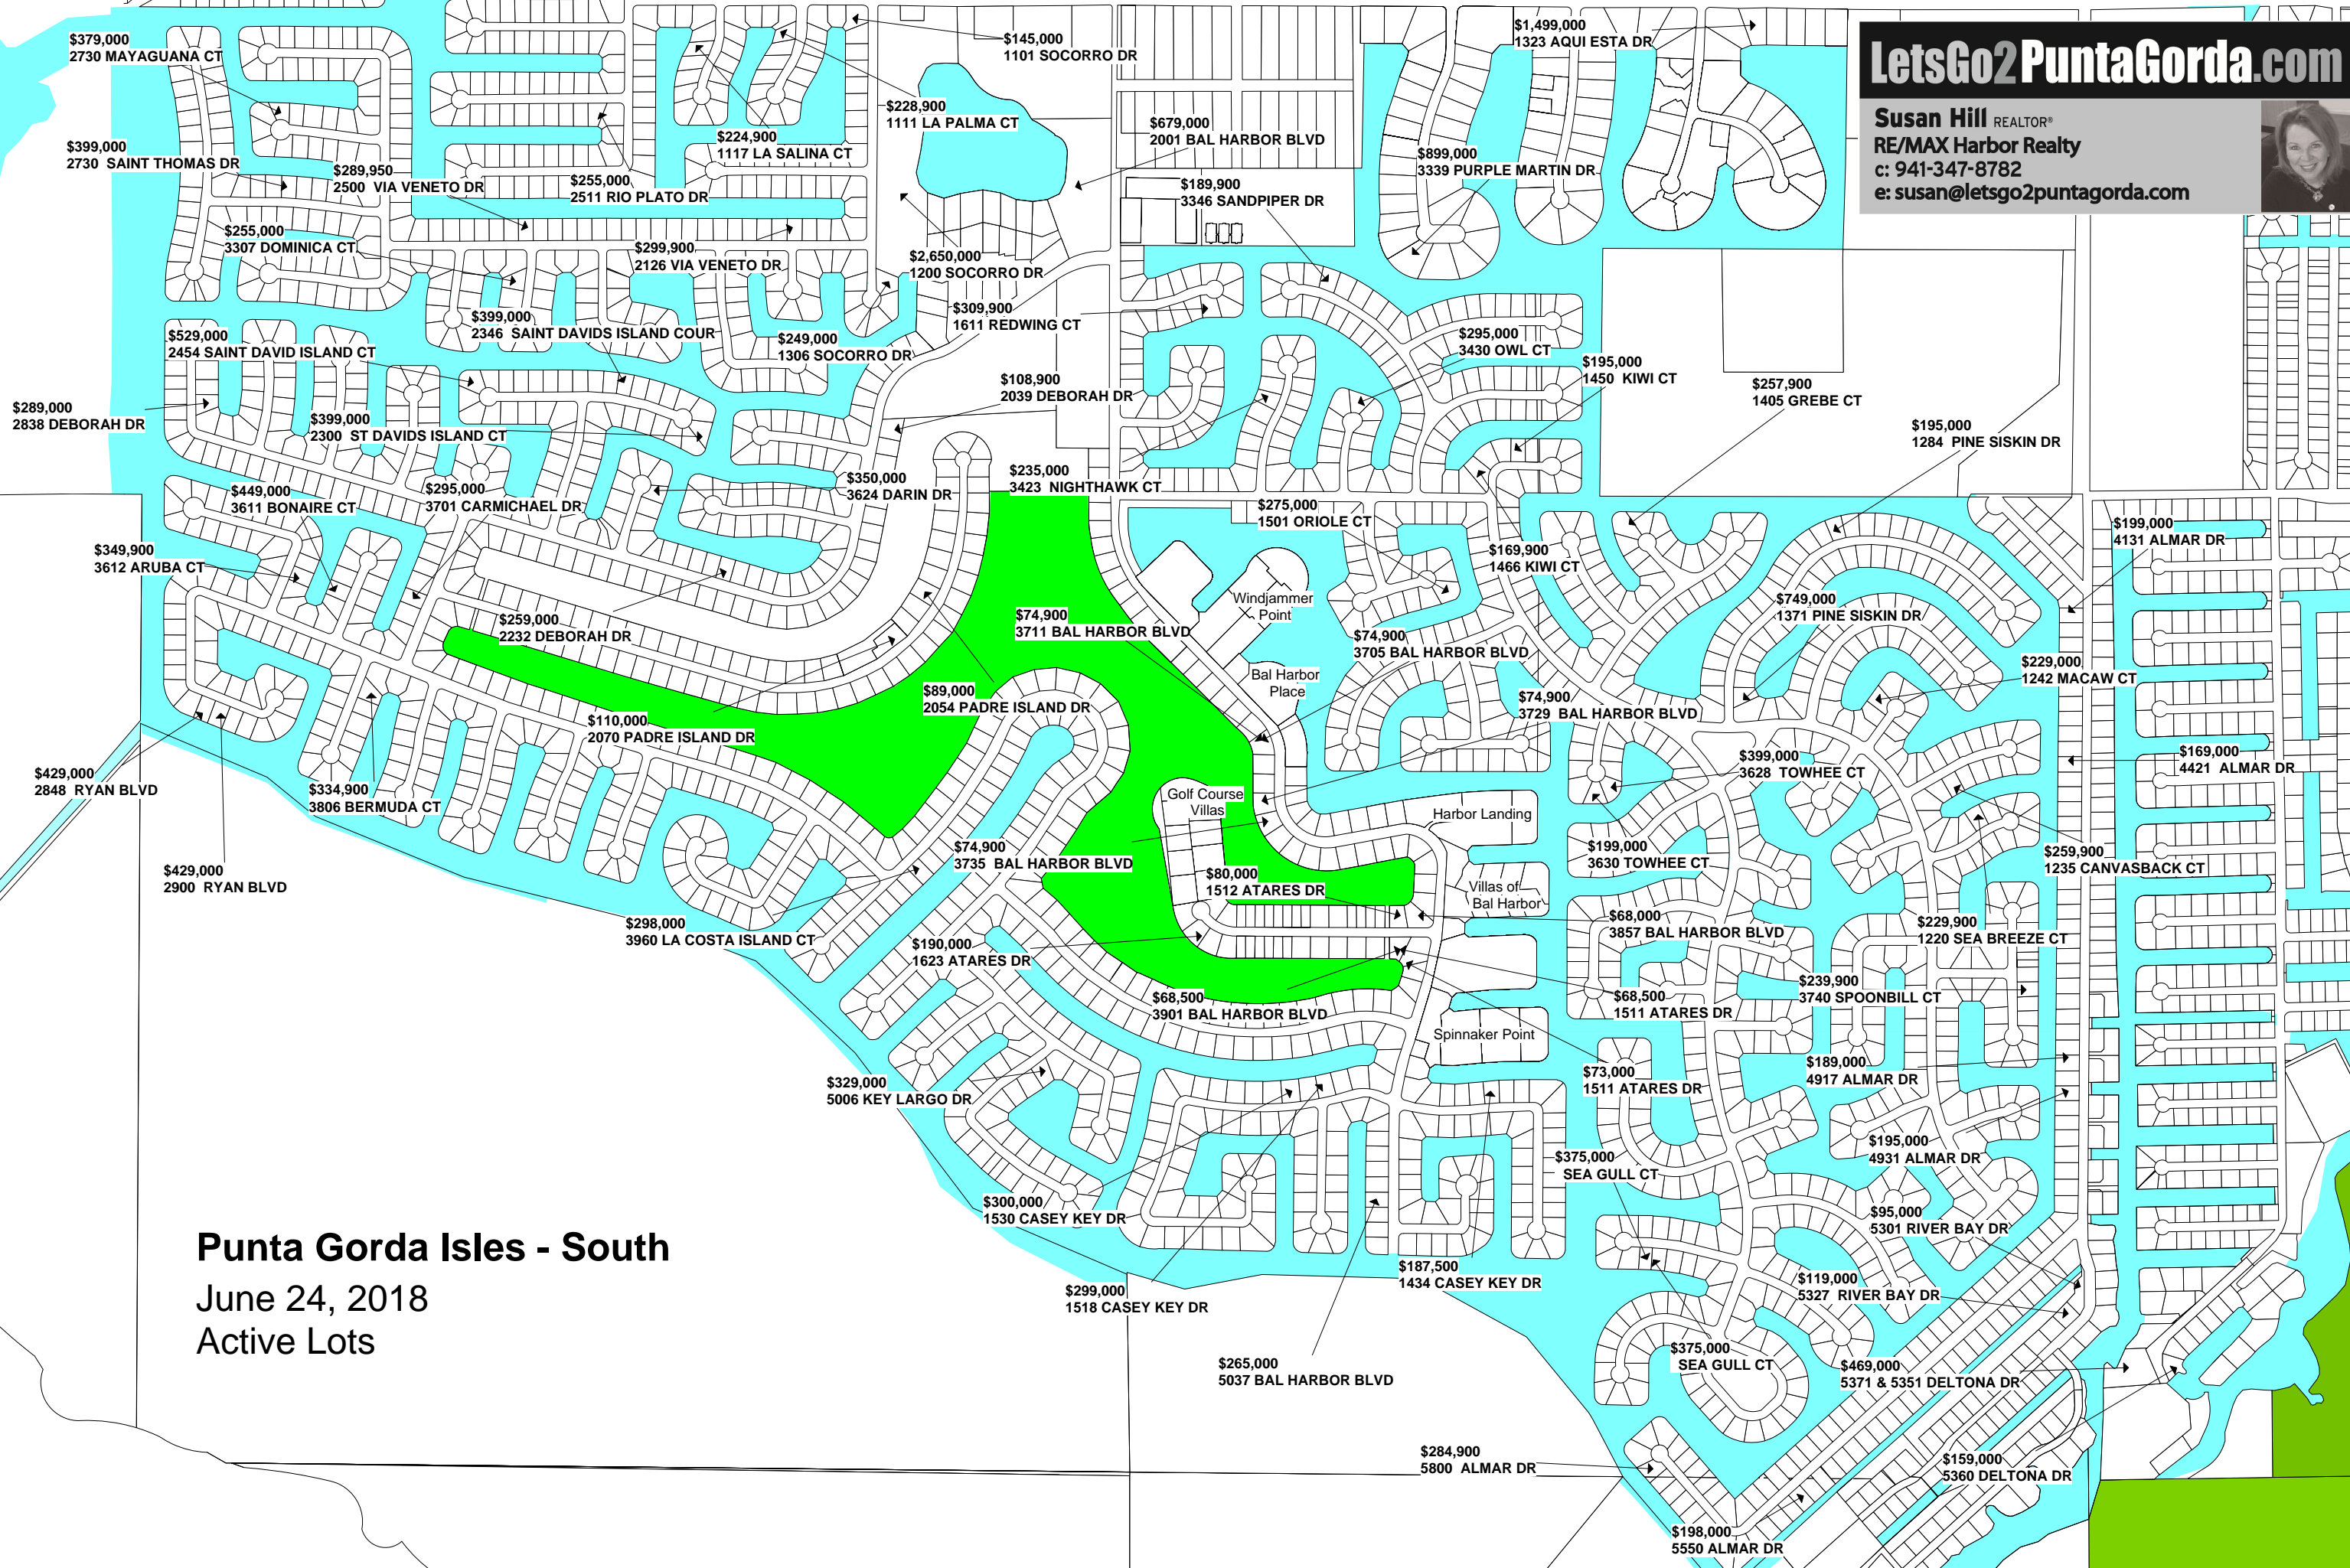 $379,000
2730 MAYAGUANA CT
$145,000
1101 SOCORRO DR
$1,499,000
1323 AQUI ESTA DR
LetsGo2PuntaGorda.com
Susan Hill REALTOR®
RE/MAX Harbor Realty
c: 941-347-8782
e: susan@letsgo2puntagorda.com
$228,900
1111 LA PALMA CT
$224,900
1117 LA SALINA CT
$679,000
2001 BAL HARBOR BLVD
$399,000
2730 SAINT THOMAS DR
$289,950
2500 VIA VENETO DR
$255,000
2511 RIO PLATO DR
$899,000
3339 PURPLE MARTIN DR
$189,900
3346 SANDPIPER DR
$255,000
3307 DOMINICA CT
$299,900
2126 VIA VENETO DR
$2,650,000
1200 SOCORRO DR
$309,900
1611 REDWING CT
$399,000
2346 SAINT DAVIDS ISLAND COUR
$529,000
2454 SAINT DAVID ISLAND CT
$249,000
1306 SOCORRO DR
$295,000
3430 OWL CT
$195,000
1450 KIWI CT
$108,900
2039 DEBORAH DR
$257,900
1405 GREBE CT
$289,000
2838 DEBORAH DR
$399,000
2300 ST DAVIDS ISLAND CT
$195,000
1284 PINE SISKIN DR
$350,000
3624 DARIN DR
$235,000
3423 NIGHTHAWK CT
$449,000
3611 BONAIRE CT
$295,000
3701 CARMICHAEL DR
$275,000
1501 ORIOLE CT
$199,000
4131 ALMAR DR
$349,900
3612 ARUBA CT
$169,900
1466 KIWI CT
Windjammer
Point
$749,000
1371 PINE SISKIN DR
$259,000
2232 DEBORAH DR
$74,900
3711 BAL HARBOR BLVD
$74,900
3705 BAL HARBOR BLVD
$229,000
1242 MACAW CT
Bal Harbor
Place
$89,000
2054 PADRE ISLAND DR
$74,900
3729 BAL HARBOR BLVD
$110,000
2070 PADRE ISLAND DR
$399,000
3628 TOWHEE CT
$169,000
4421 ALMAR DR
$429,000
2848 RYAN BLVD
$334,900
3806 BERMUDA CT
Golf Course
Villas
Harbor Landing
$74,900
3735 BAL HARBOR BLVD
$199,000
3630 TOWHEE CT
$259,900
1235 CANVASBACK CT
$429,000
2900 RYAN BLVD
$80,000
1512 ATARES DR
Villas of
Bal Harbor
$298,000
3960 LA COSTA ISLAND CT
$68,000
3857 BAL HARBOR BLVD
$229,900
1220 SEA BREEZE CT
$190,000
1623 ATARES DR
$239,900
3740 SPOONBILL CT
$68,500
3901 BAL HARBOR BLVD
$68,500
1511 ATARES DR
Spinnaker Point
$329,000
5006 KEY LARGO DR
$73,000
1511 ATARES DR
$189,000
4917 ALMAR DR
$195,000
4931 ALMAR DR
$375,000
SEA GULL CT
$300,000
1530 CASEY KEY DR
$95,000
5301 RIVER BAY DR
Punta Gorda Isles - South
June 24, 2018
Active Lots
$187,500
1434 CASEY KEY DR
$299,000
1518 CASEY KEY DR
$119,000
5327 RIVER BAY DR
$265,000
5037 BAL HARBOR BLVD
$375,000
SEA GULL CT
$469,000
5371 & 5351 DELTONA DR
$284,900
5800 ALMAR DR
$159,000
5360 DELTONA DR
$198,000
5550 ALMAR DR